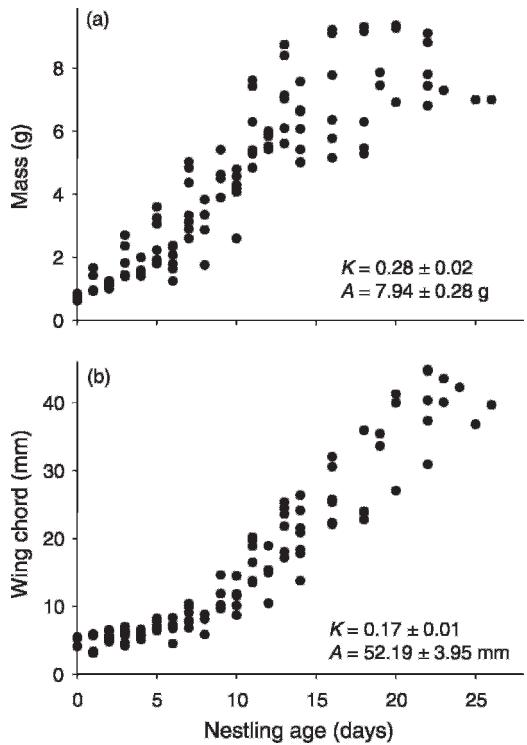 (a)
8
6
4
2
0
Mass (g)
K = 0.28 ± 0.02
A = 7.94 ± 0.28 g
(b)
40
30
20
10
0
Wing chord (mm)
K = 0.17 ± 0.01
A = 52.19 ± 3.95 mm
0 5 10 15 20 25
Nestling age (days)